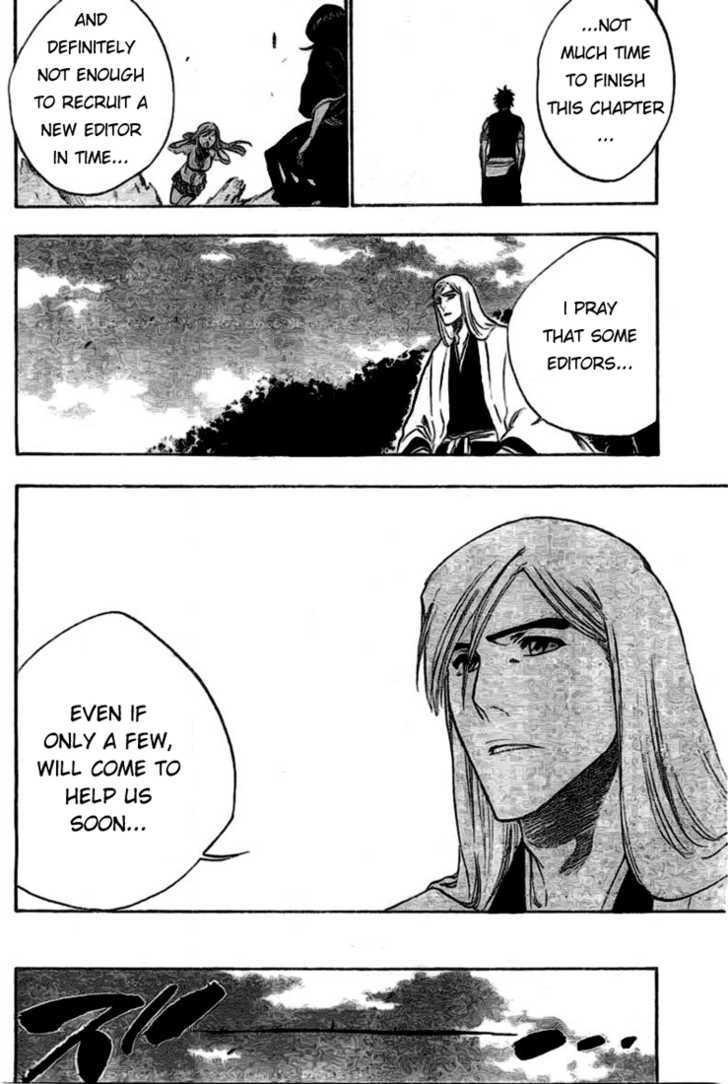 ...NOT
MUCH TIME
TO FINISH
THIS CHAPTER
...
AND
DEFINITELY
NOT ENOUGH
TO RECRUIT A
NEW EDITOR
IN TIME...
I PRAY
THAT SOME
EDITORS...
EVEN IF
ONLY A FEW,
WILL COME TO
HELP US
SOON...